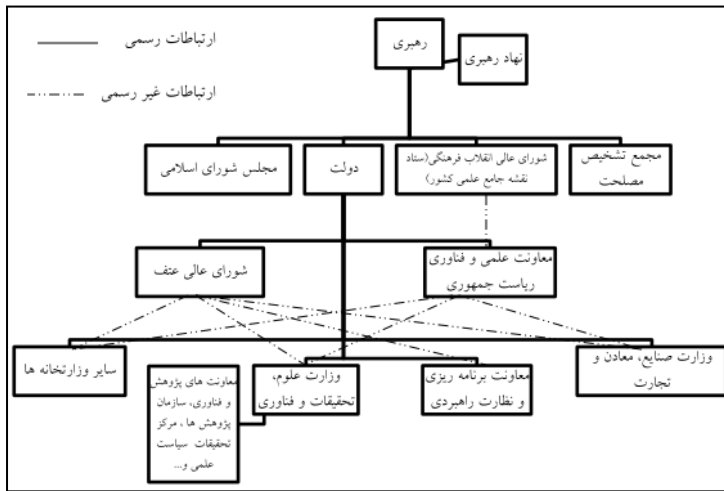 ارتباطات رسمی
ارتباطات غیر رسمی
رهبری
نهاد رهبری
مجمع تشخیص
مصلحت
شورای عالی انقلاب فرهنگی(ستاد
نقشه جامع علمی کشور)
دولت
مجلس شورای اسلامی
معاونت علمی و فناوری
ریاست جمهوری
شورای عالی عتف
وزارت صنایع، معادن و
تجارت
معاونت برنامه ریزی
و نظارت راهبردی
وزارت علوم،
تحقیقات و فناوری
سایر وزارتخانه ها
معاونت های پژوهش
و فناوری، سازمان
پژوهش ها ، مرکز
تحقیقات سیاست
علمی و...